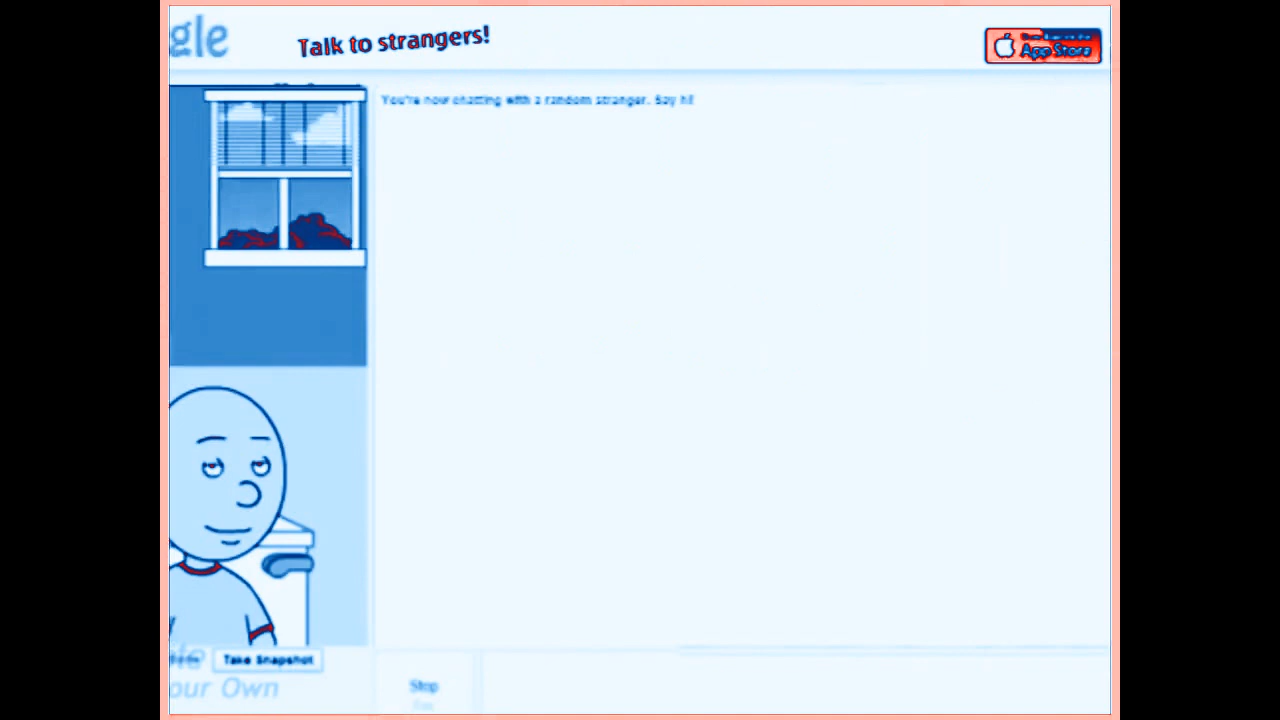 gle
Talk to strangers!
App Store
You're now chatting with a random stranger. Say hi!
Take Snapshot
our Own
Stop